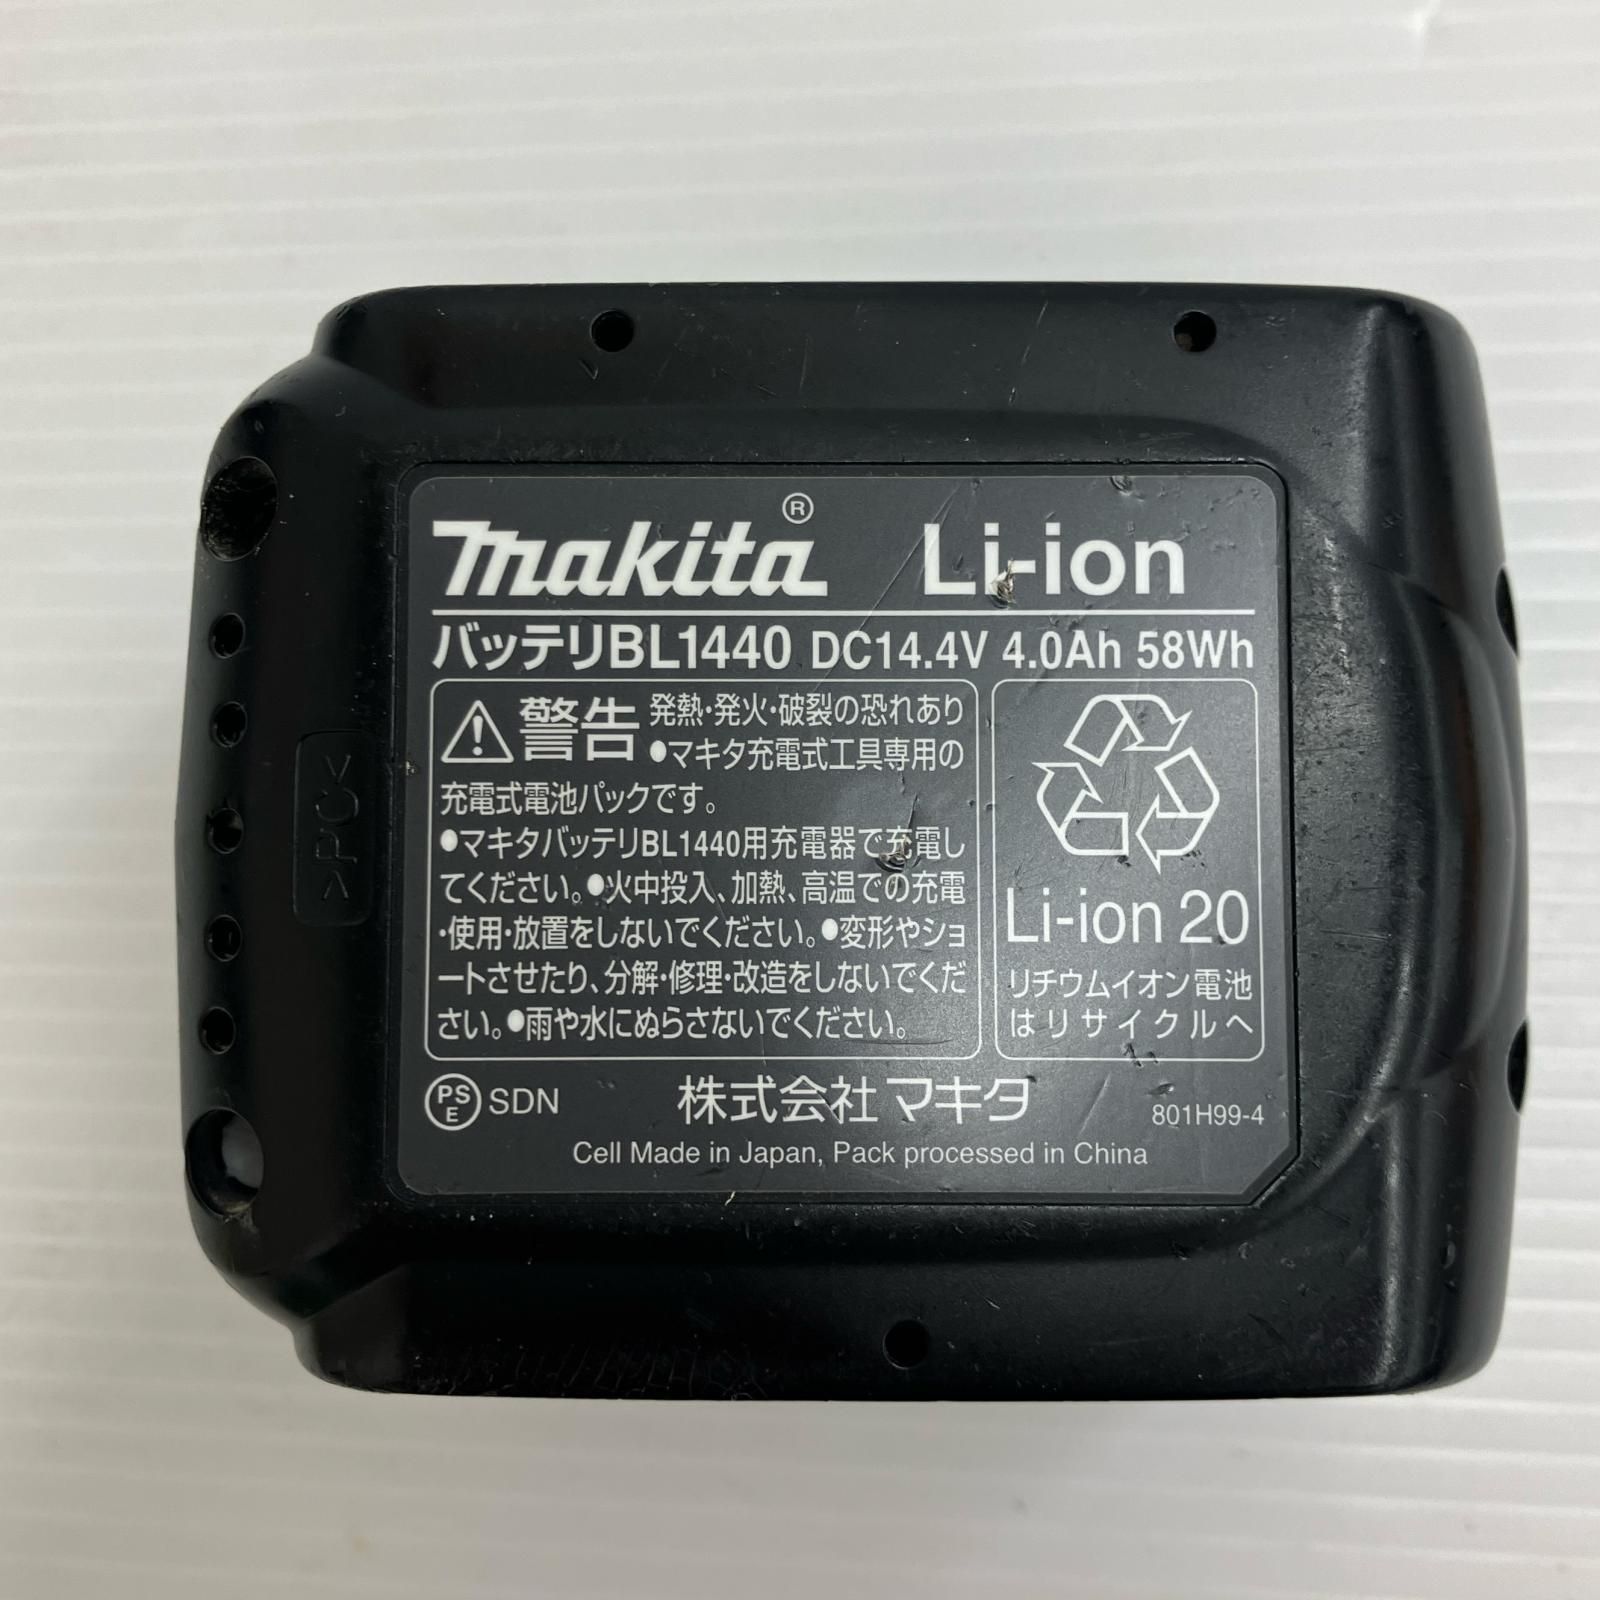 makita® Li-ion
バッテリBL1440 DC14.4V 4.0Ah 58Wh
警告 発熱・発火・破裂の恐れあり
●マキタ充電式工具専用の
充電式電池パックです。
●マキタバッテリBL1440用充電器で充電し
てください。●火中投入、加熱、高温での充電
・使用・放置をしないでください。●変形やショ
ートさせたり、分解・修理・改造をしないでくだ
さい。●雨や水にぬらさないでください。
Li-ion 20
リチウムイオン電池
はリサイクルへ
PSE SDN 株式会社マキタ 801H99-4
Cell Made in Japan, Pack processed in China
>PC<